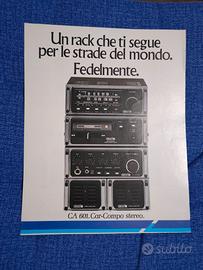 Un rack che ti segue
per le strade del mondo.
Fedelmente.
CA 601. Car-Compo stereo.
subito